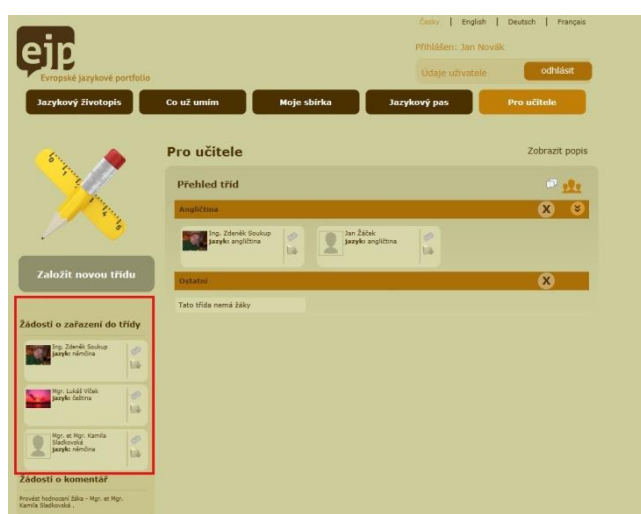 Česky | English | Deutsch | Français
ejp
Evropské jazykové portfolio
Přihlášen: Jan Novák
Údaje uživatele
odhlásit
Jazykový životopis
Co už umím
Moje sbírka
Jazykový pas
Pro učitele
Pro učitele
Zobrazit popis
Přehled tříd
Angličtina
X
Ing. Zdeněk Soukup
jazyk: angličtina
Jan Žáček
jazyk: angličtina
Ostatní
X
Tato třída nemá žáky
Založit novou třídu
Žádosti o zařazení do třídy
Ing. Zdeněk Soukup
jazyk: němčina
Mgr. Lukáš Vlček
jazyk: čeština
Mgr. et Mgr. Kamila
Sladkovská
jazyk: němčina
Žádosti o komentář
Provést hodnocení žáka - Mgr. et Mgr.
Kamila Sladkovská .